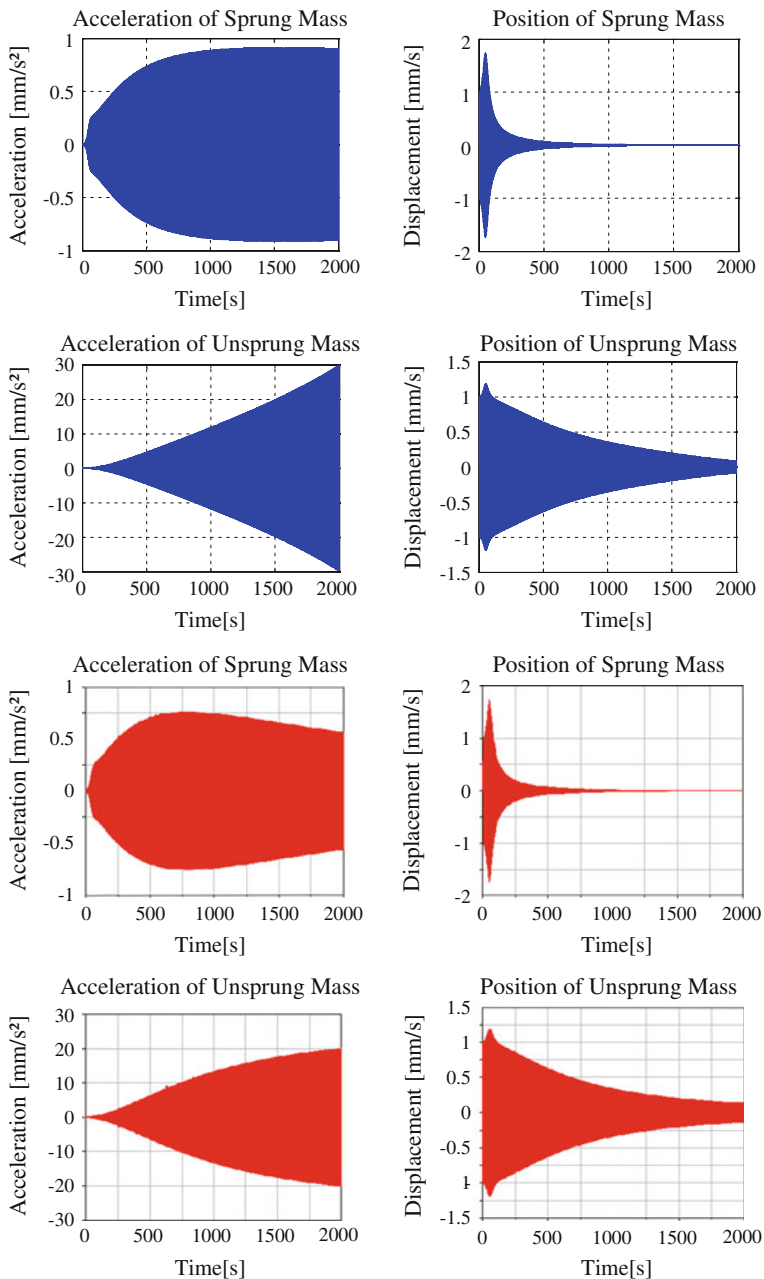 Acceleration of Sprung Mass
Acceleration [mm/s²]
1
0.5
0
-0.5
-1
0 500 1000 1500 2000
Time[s]
Position of Sprung Mass
Displacement [mm/s]
2
1
0
-1
-2
0 500 1000 1500 2000
Time[s]
Acceleration of Unsprung Mass
Acceleration [mm/s²]
30
20
10
0
-10
-20
-30
0 500 1000 1500 2000
Time[s]
Position of Unsprung Mass
Displacement [mm/s]
1.5
1
0.5
0
-0.5
-1
-1.5
0 500 1000 1500 2000
Time[s]
Acceleration of Sprung Mass
Acceleration [mm/s²]
1
0.5
0
-0.5
-1
0 500 1000 1500 2000
Time[s]
Position of Sprung Mass
Displacement [mm/s]
2
1
0
-1
-2
0 500 1000 1500 2000
Time[s]
Acceleration of Unsprung Mass
Acceleration [mm/s²]
30
20
10
0
-10
-20
-30
0 500 1000 1500 2000
Time[s]
Position of Unsprung Mass
Displacement [mm/s]
1.5
1
0.5
0
-0.5
1
-1.5
0 500 1000 1500 2000
Time[s]